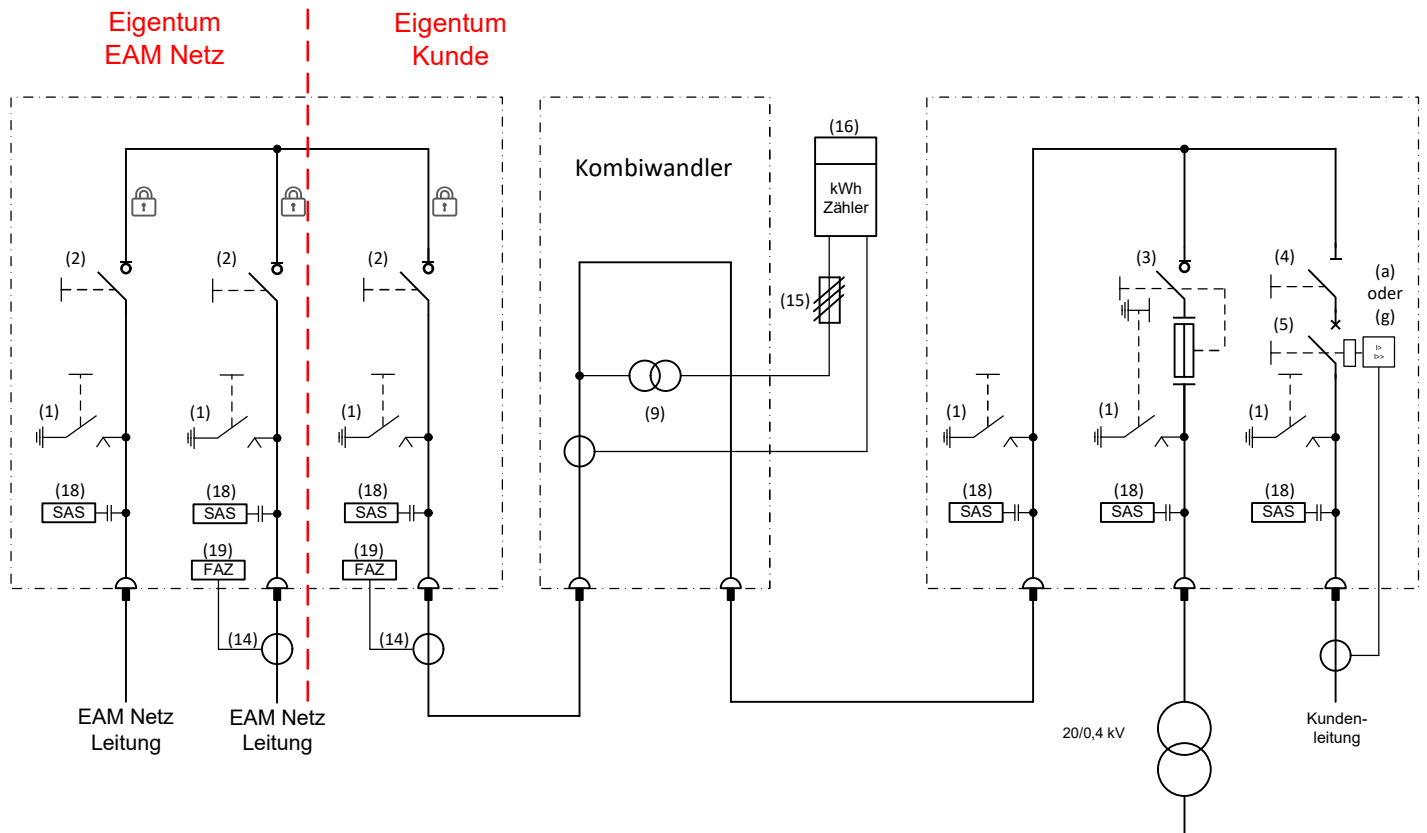 Eigentum
EAM Netz
Eigentum
Kunde
Kombiwandler
(16)
kWh
Zähler
(15)
(9)
(2)
(2)
(2)
(3)
(4)
(5)
(a)
oder
(g)
I>
I>>
(1)
(1)
(1)
(1)
(1)
(1)
(18)
SAS
(18)
SAS
(18)
SAS
(18)
SAS
(18)
SAS
(18)
SAS
(19)
FAZ
(19)
FAZ
(14)
(14)
EAM Netz
Leitung
EAM Netz
Leitung
20/0,4 kV
Kunden-
leitung